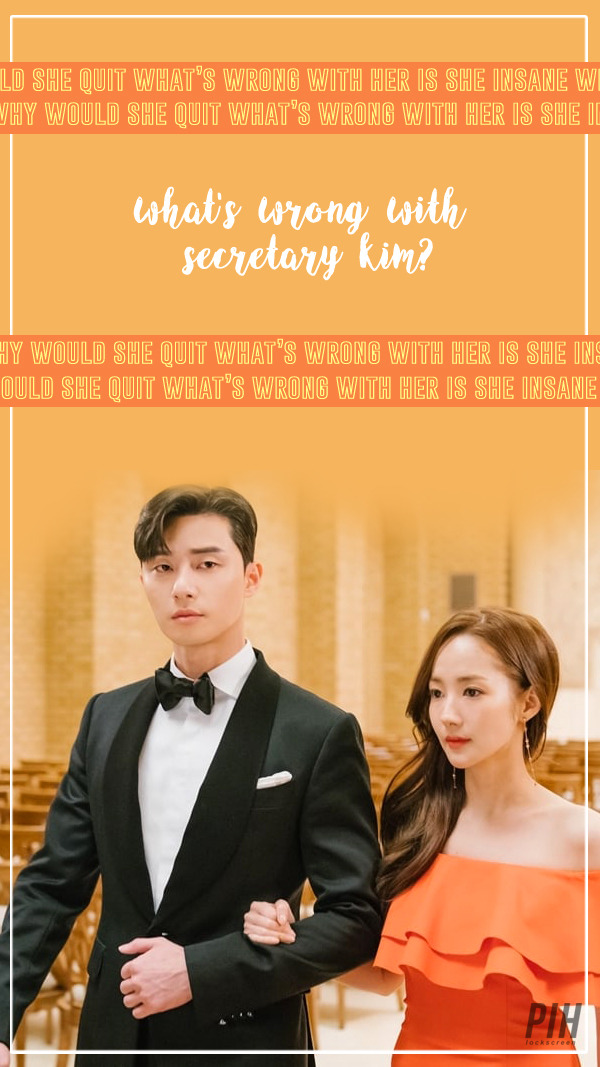 LD SHE QUIT WHAT'S WRONG WITH HER IS SHE INSANE W
WHY WOULD SHE QUIT WHAT'S WRONG WITH HER IS SHE I
what's wrong with
secretary kim?
HY WOULD SHE QUIT WHAT'S WRONG WITH HER IS SHE INS
OULD SHE QUIT WHAT'S WRONG WITH HER IS SHE INSANE
PIH
lockscreen